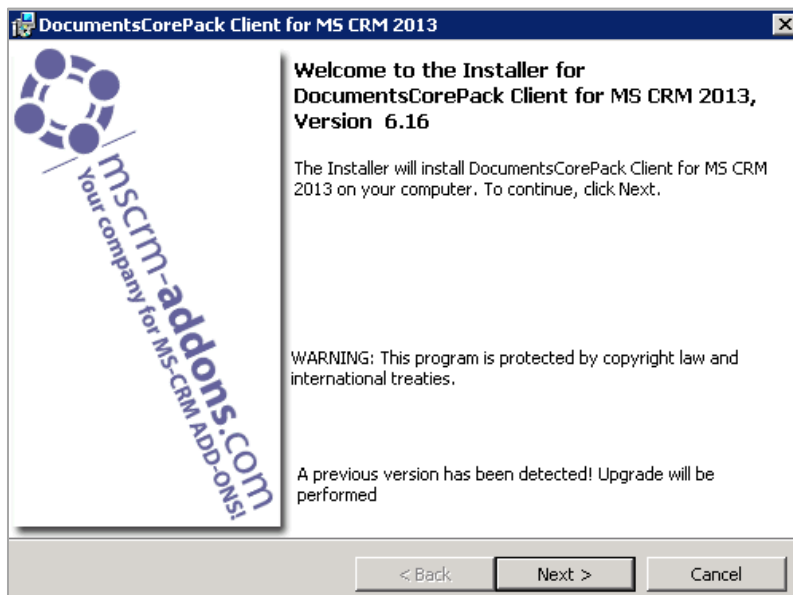 DocumentsCorePack Client for MS CRM 2013
Welcome to the Installer for
DocumentsCorePack Client for MS CRM 2013,
Version 6.16
The Installer will install DocumentsCorePack Client for MS CRM
2013 on your computer. To continue, click Next.
mscrm-addons.com
Your company for MS-CRM ADD-ONS!
WARNING: This program is protected by copyright law and
international treaties.
A previous version has been detected! Upgrade will be
performed
< Back
Next >
Cancel